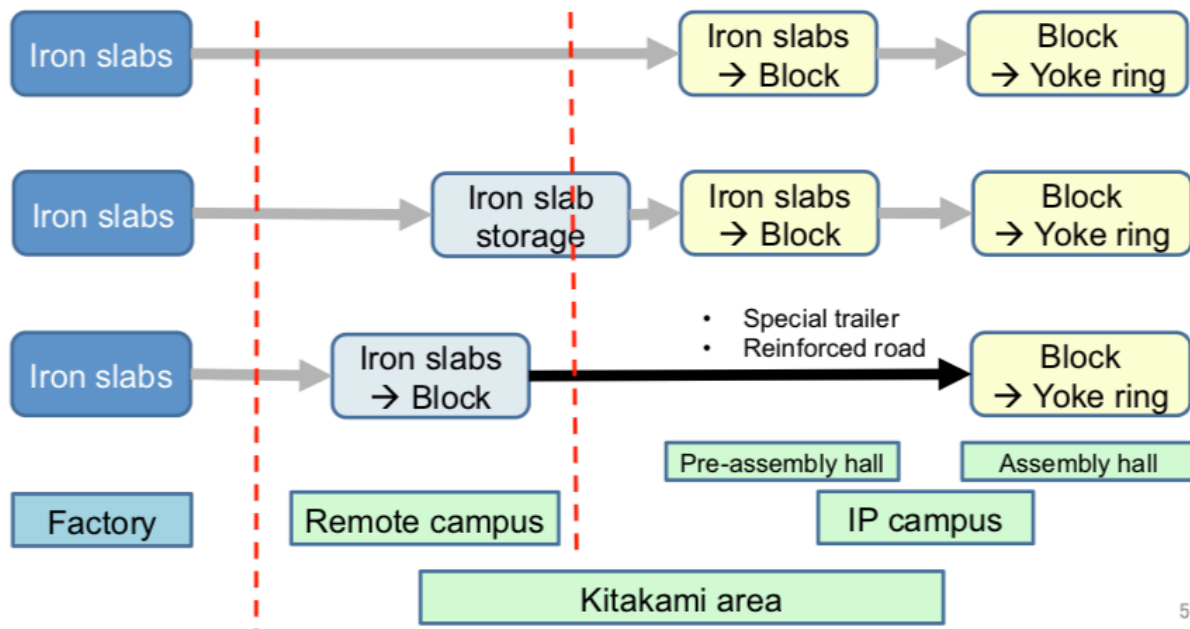 Iron slabs
Iron slabs
→ Block
Block
→ Yoke ring
Iron slabs
Iron slab
storage
Iron slabs
→ Block
Block
→ Yoke ring
• Special trailer
• Reinforced road
Iron slabs
Iron slabs
→ Block
Block
→ Yoke ring
Pre-assembly hall
Assembly hall
Factory
Remote campus
IP campus
Kitakami area
5